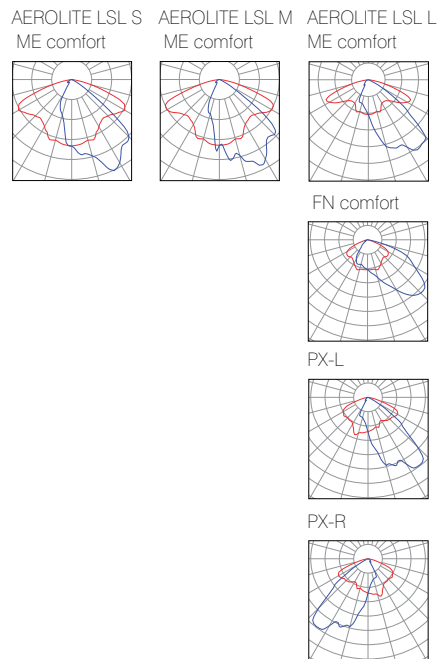 AEROLITE LSL S
ME comfort
AEROLITE LSL M
ME comfort
AEROLITE LSL L
ME comfort
FN comfort
PX-L
PX-R